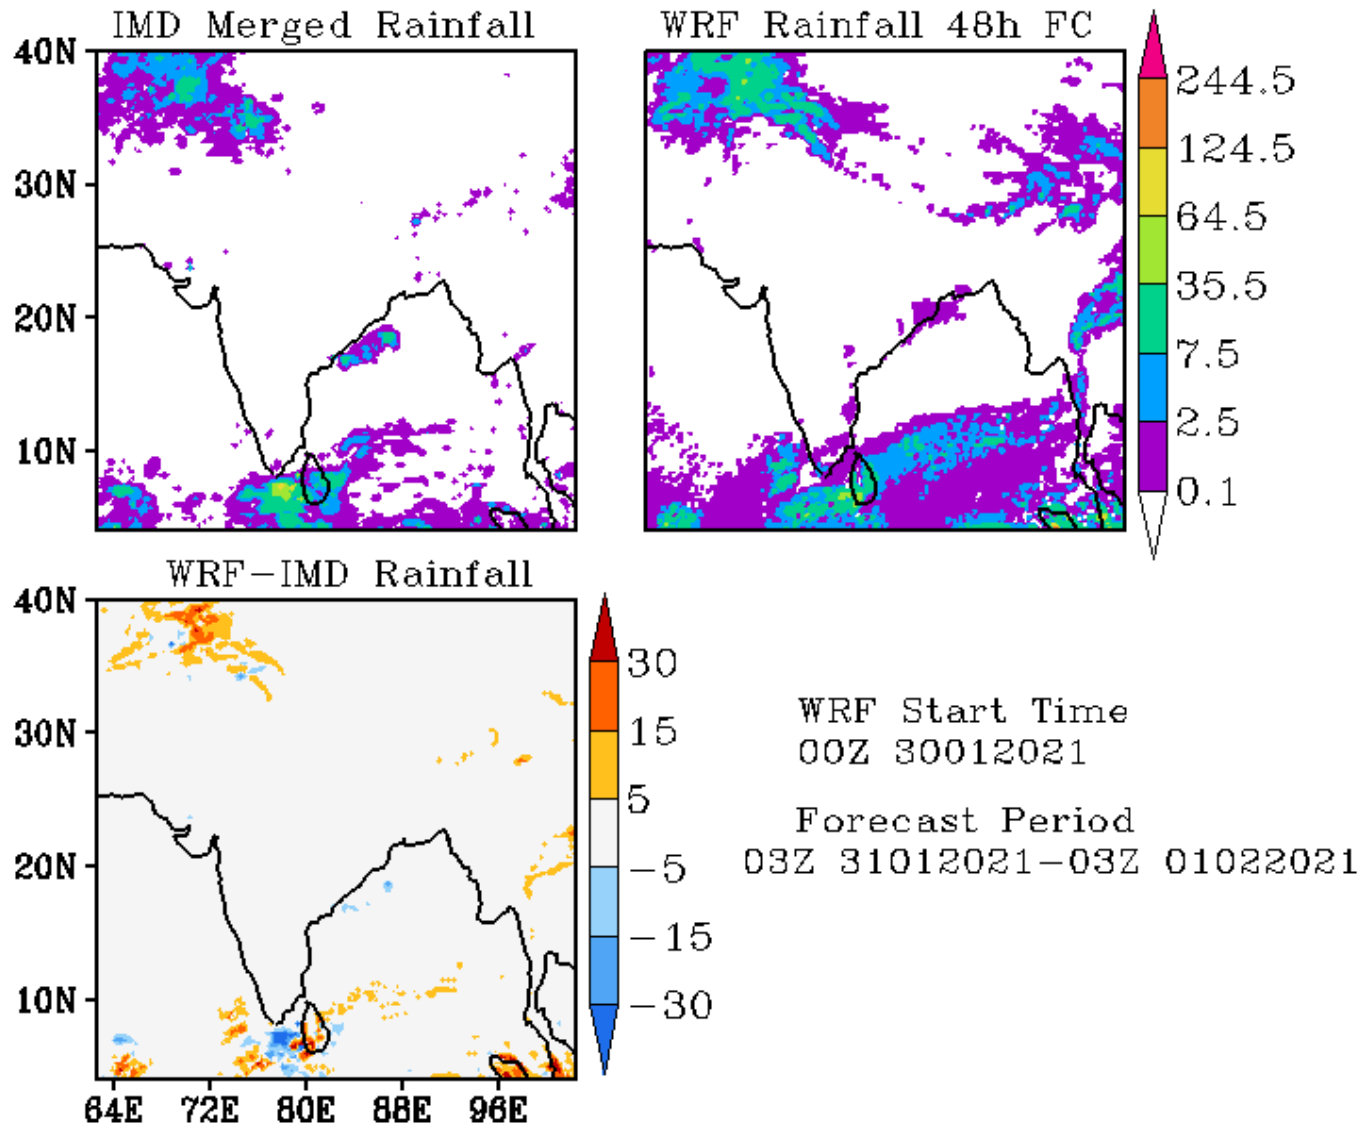 IMD Merged Rainfall
WRF Rainfall 48h FC
40N
30N
20N
10N
244.5
124.5
64.5
35.5
7.5
2.5
0.1
WRF-IMD Rainfall
40N
30N
20N
10N
64E 72E 80E 88E 96E
30
15
5
-5
-15
-30
WRF Start Time
00Z 30012021
Forecast Period
03Z 31012021-03Z 01022021